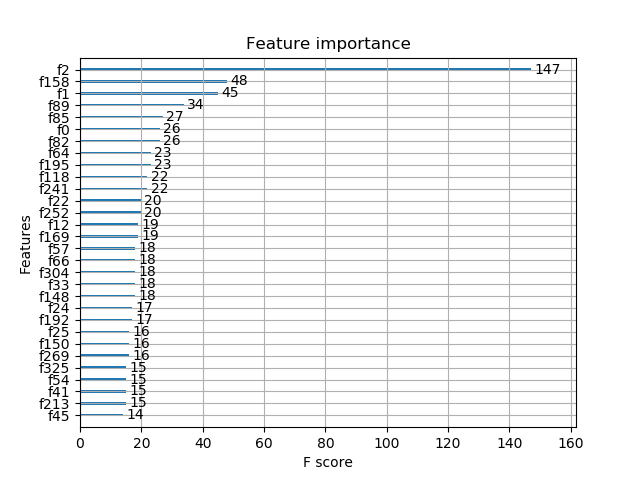 Feature importance
f2 147
f158 48
f1 45
f89 34
f85 27
f0 26
f82 26
f64 23
f195 23
f118 22
f241 22
f22 20
f252 20
f12 19
f169 19
f57 18
f66 18
f304 18
f33 18
f148 18
f24 17
f192 17
f25 16
f150 16
f269 16
f325 15
f54 15
f41 15
f213 15
f45 14
Features
0 20 40 60 80 100 120 140 160
F score